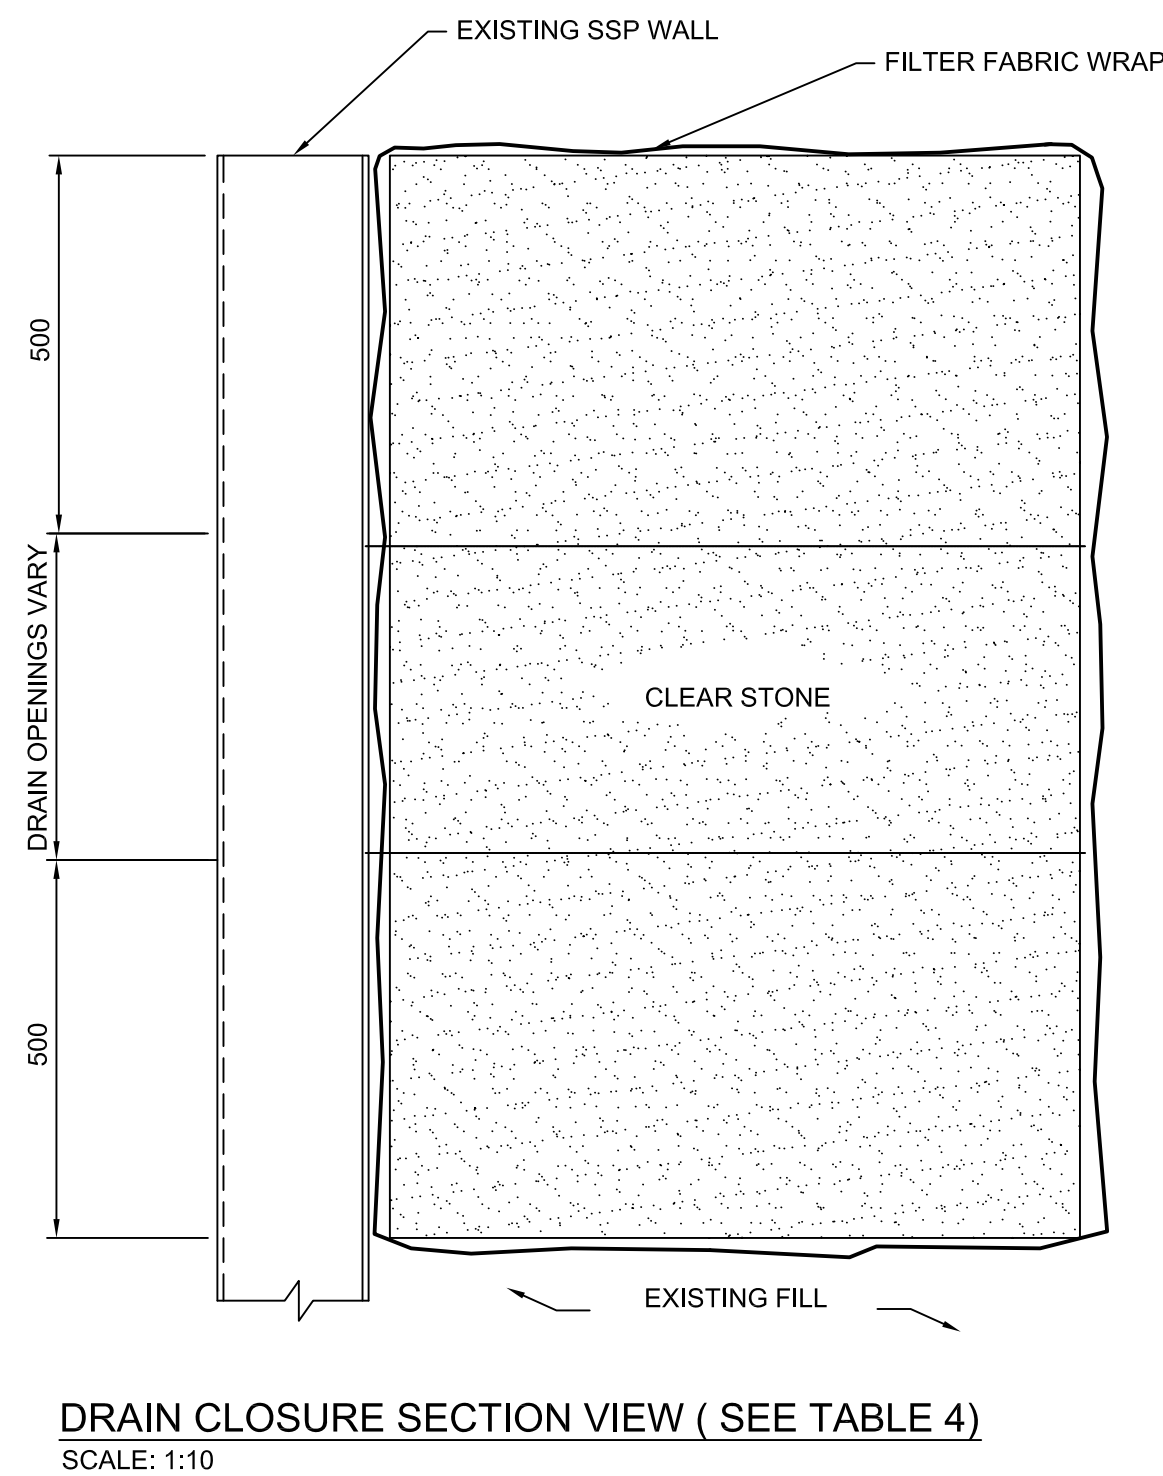 EXISTING SSP WALL
FILTER FABRIC WRAP
500
DRAIN OPENINGS VARY
CLEAR STONE
500
EXISTING FILL
DRAIN CLOSURE SECTION VIEW ( SEE TABLE 4)
SCALE: 1:10